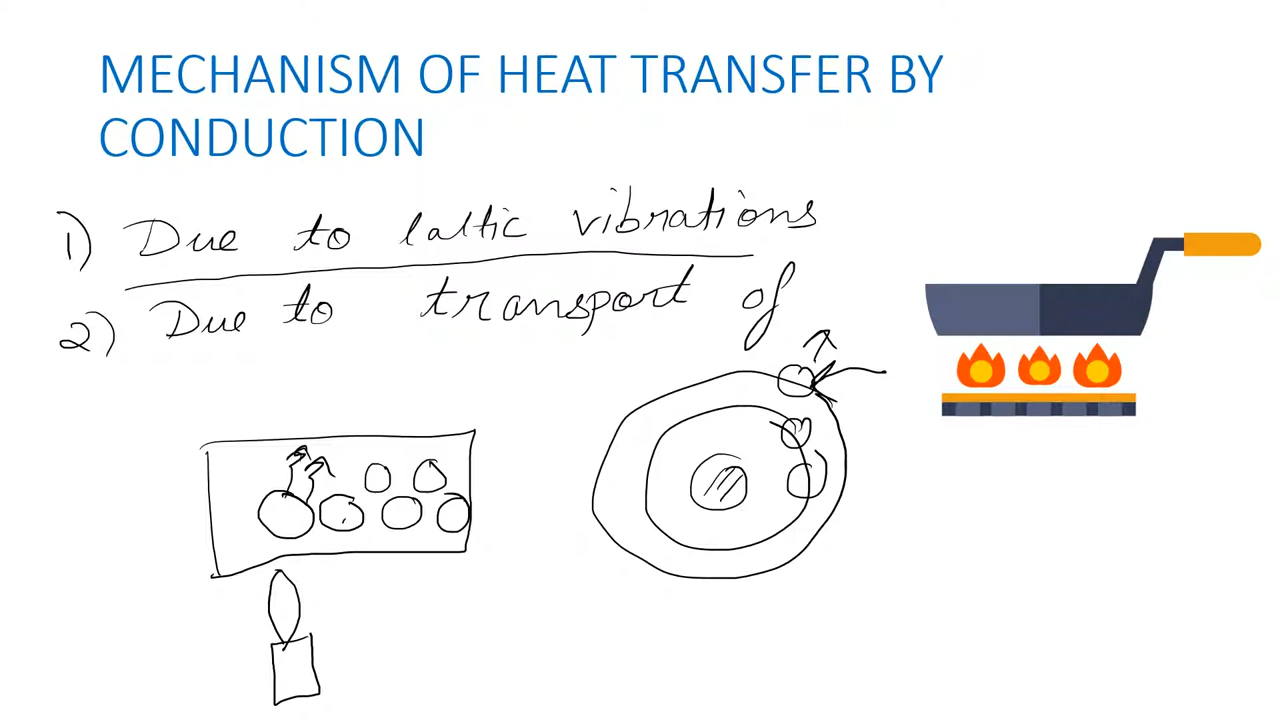 MECHANISM OF HEAT TRANSFER BY
CONDUCTION
1) Due to lattic vibrations
2) Due to transport of